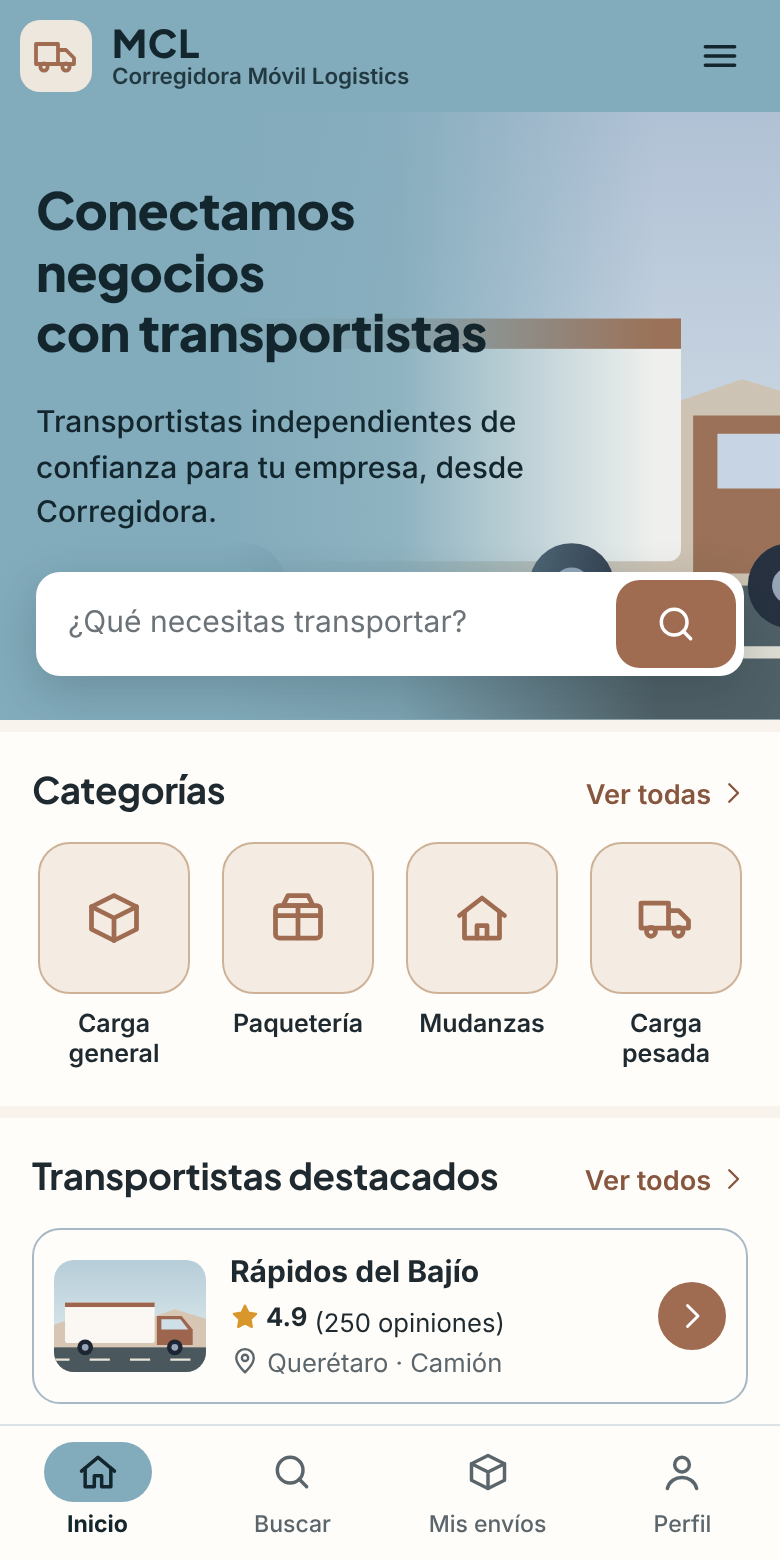 MCL
Corregidora Móvil Logistics
Conectamos
negocios
con transportistas
Transportistas independientes de
confianza para tu empresa, desde
Corregidora.
¿Qué necesitas transportar?
Categorías
Ver todas
Carga
general
Paquetería
Mudanzas
Carga
pesada
Transportistas destacados
Ver todos
Rápidos del Bajío
4.9 (250 opiniones)
Querétaro · Camión
Inicio
Buscar
Mis envíos
Perfil